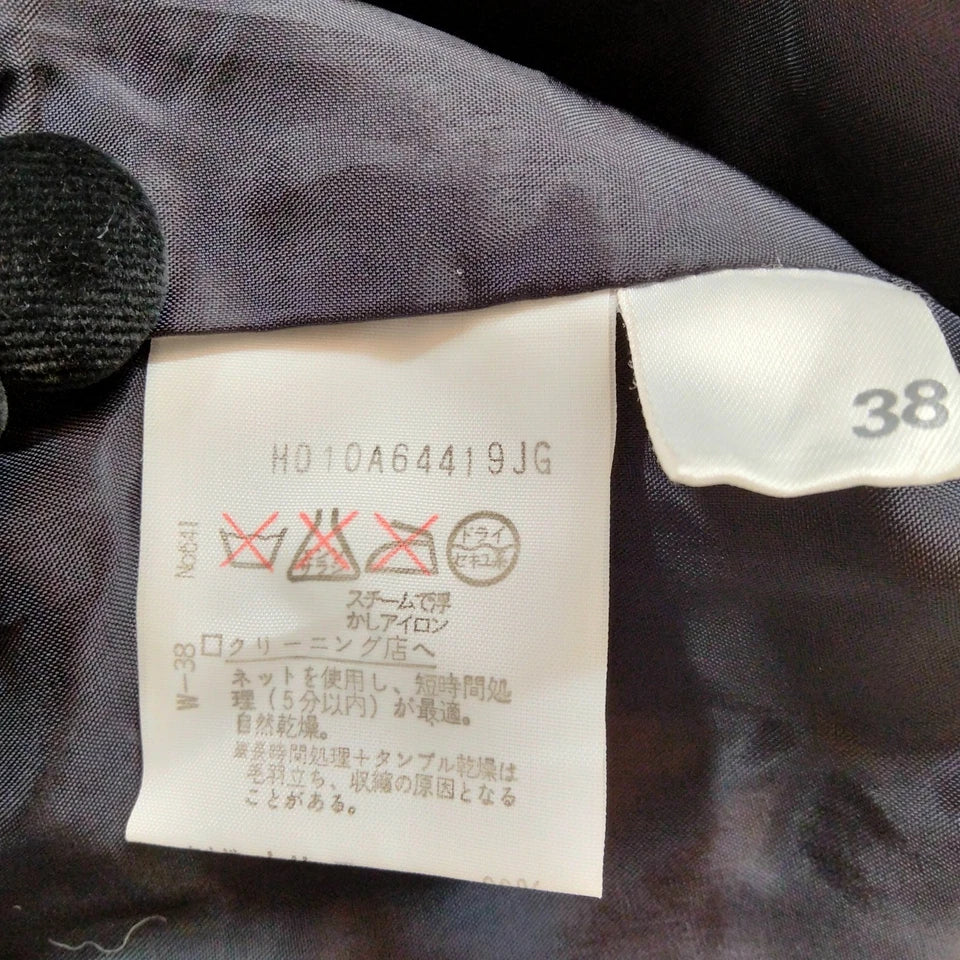 38
H010A64419JG
No641
ドライ
セキユ系
スチームで浮
かしアイロン
W-38
□クリーニング店へ
ネットを使用し、短時間処
理(5分以内)が最適。
自然乾燥。
※長時間処理+タンブル乾燥は
毛羽立ち、収縮の原因となる
ことがある。